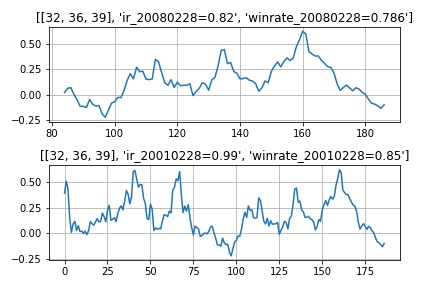 [[32, 36, 39], 'ir_20080228=0.82', 'winrate_20080228=0.786']
0.50
0.25
0.00
−0.25
80 100 120 140 160 180
[[32, 36, 39], 'ir_20010228=0.99', 'winrate_20010228=0.85']
0.50
0.25
0.00
−0.25
0 25 50 75 100 125 150 175